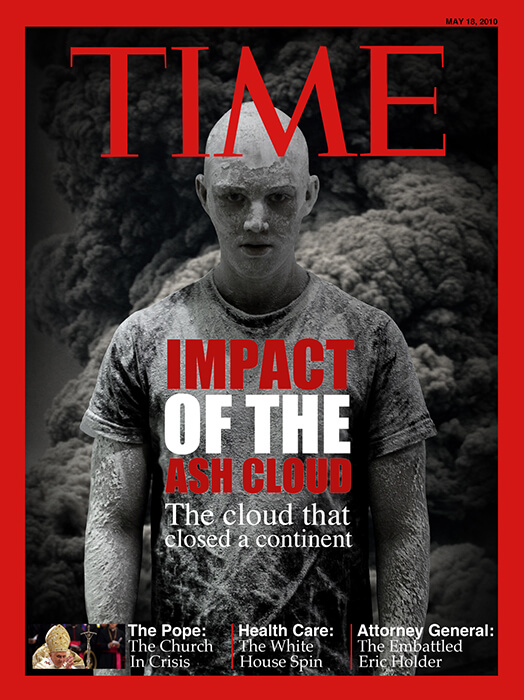 MAY 18, 2010
TIME
IMPACT
OF THE
ASH CLOUD
The cloud that
closed a continent
The Pope:
The Church
In Crisis
Health Care:
The White
House Spin
Attorney General:
The Embattled
Eric Holder